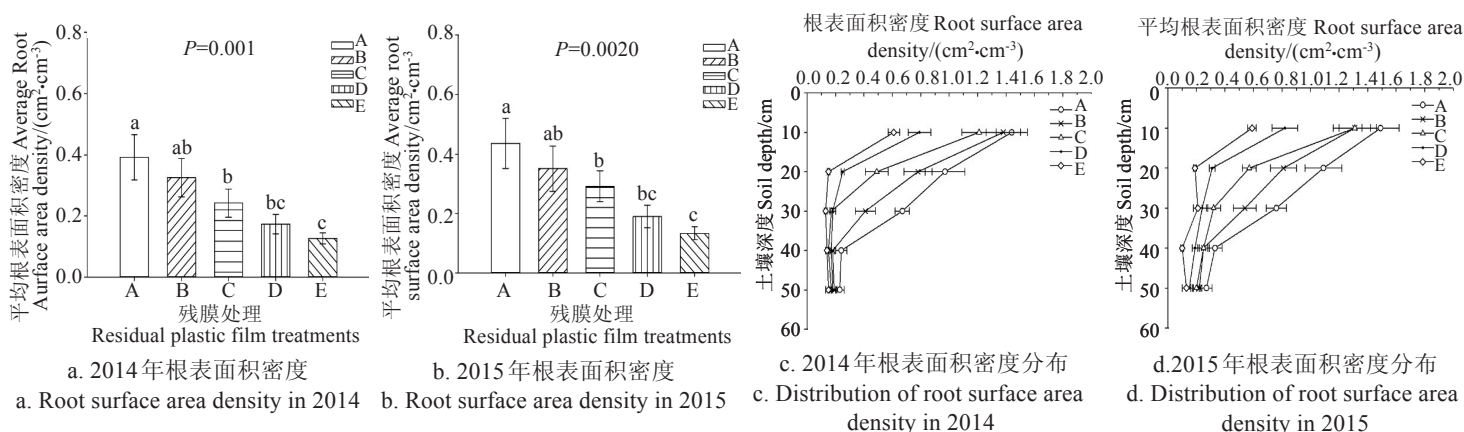 平均根表面积密度 Average Root
Aurface area density/(cm²·cm⁻³)
0.8
0.6
0.4
0.2
0.0
P=0.001
A
B
C
D
E
a
ab
b
bc
c
A B C D E
残膜处理
Residual plastic film treatments
a. 2014年根表面积密度
a. Root surface area density in 2014
平均根表面积密度 Average root
surface area density/(cm²·cm⁻³)
0.8
0.6
0.4
0.2
0.0
P=0.0020
A
B
C
D
E
a
ab
b
bc
c
A B C D E
残膜处理
Residual plastic film treatments
b. 2015年根表面积密度
b. Root surface area density in 2015
根表面积密度 Root surface area
density/(cm²·cm⁻³)
0.0 0.2 0.4 0.6 0.8 1.0 1.2 1.4 1.6 1.8 2.0
土壤深度 Soil depth/cm
0
10
20
30
40
50
60
A
B
C
D
E
c. 2014年根表面积密度分布
c. Distribution of root surface area
density in 2014
平均根表面积密度 Root surface area
density/(cm²·cm⁻³)
0.0 0.2 0.4 0.6 0.8 1.0 1.2 1.4 1.6 1.8 2.0
土壤深度 Soil depth/cm
0
10
20
30
40
50
60
A
B
C
D
E
d.2015年根表面积密度分布
d. Distribution of root surface area
density in 2015